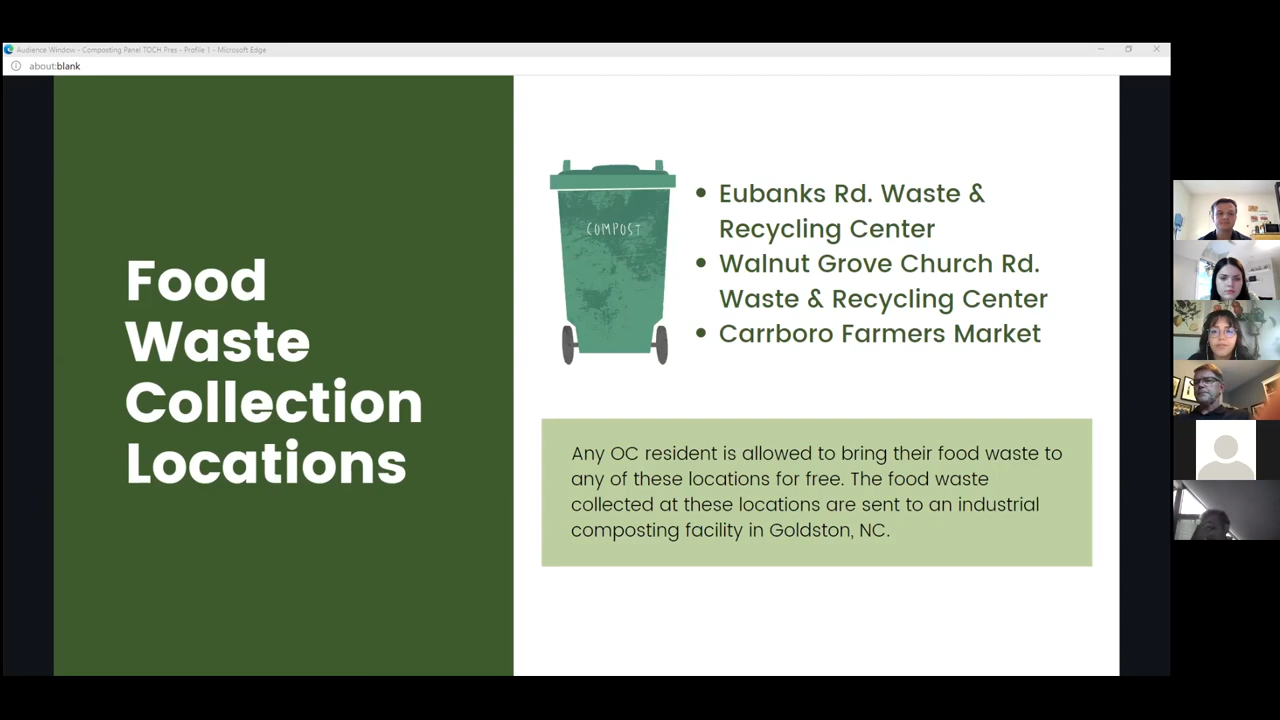 Audience Window - Composting Panel TOCH Pres - Profile 1 - Microsoft Edge
about:blank
Food
Waste
Collection
Locations
COMPOST
• Eubanks Rd. Waste &
Recycling Center
• Walnut Grove Church Rd.
Waste & Recycling Center
• Carrboro Farmers Market
Any OC resident is allowed to bring their food waste to
any of these locations for free. The food waste
collected at these locations are sent to an industrial
composting facility in Goldston, NC.